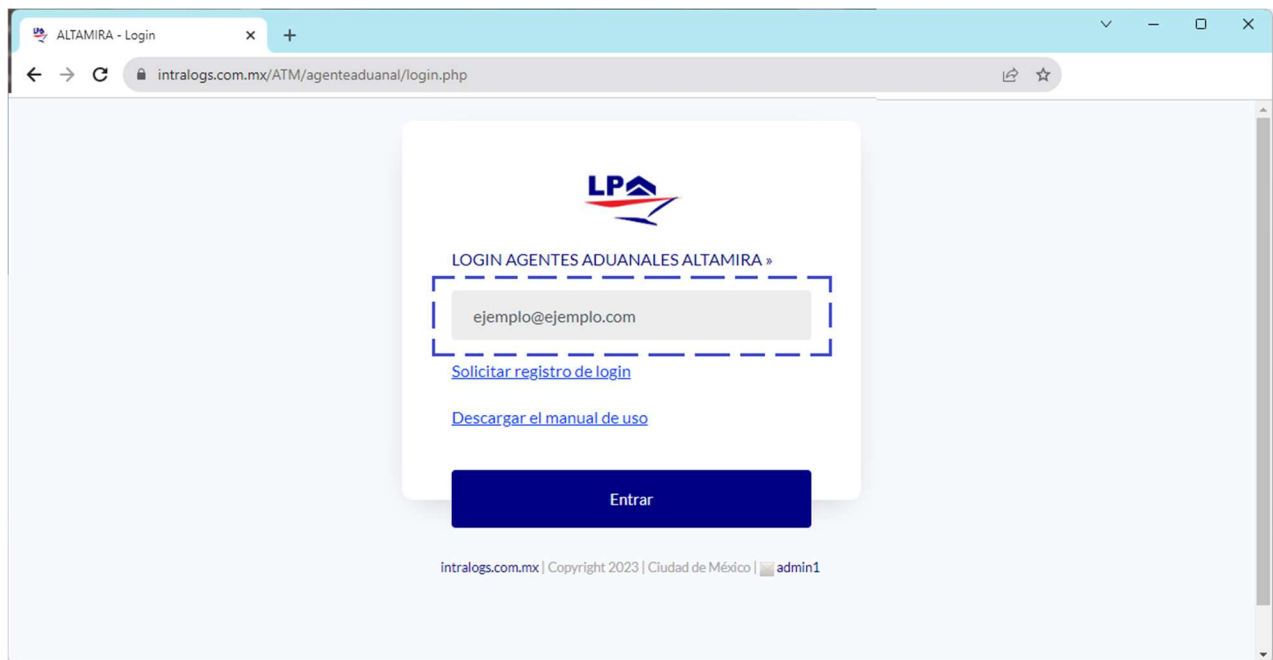 ALTAMIRA - Login
intralogs.com.mx/ATM/agenteaduanal/login.php
LP
LOGIN AGENTES ADUANALES ALTAMIRA »
ejemplo@ejemplo.com
Solicitar registro de login
Descargar el manual de uso
Entrar
intralogs.com.mx | Copyright 2023 | Ciudad de México | admin1